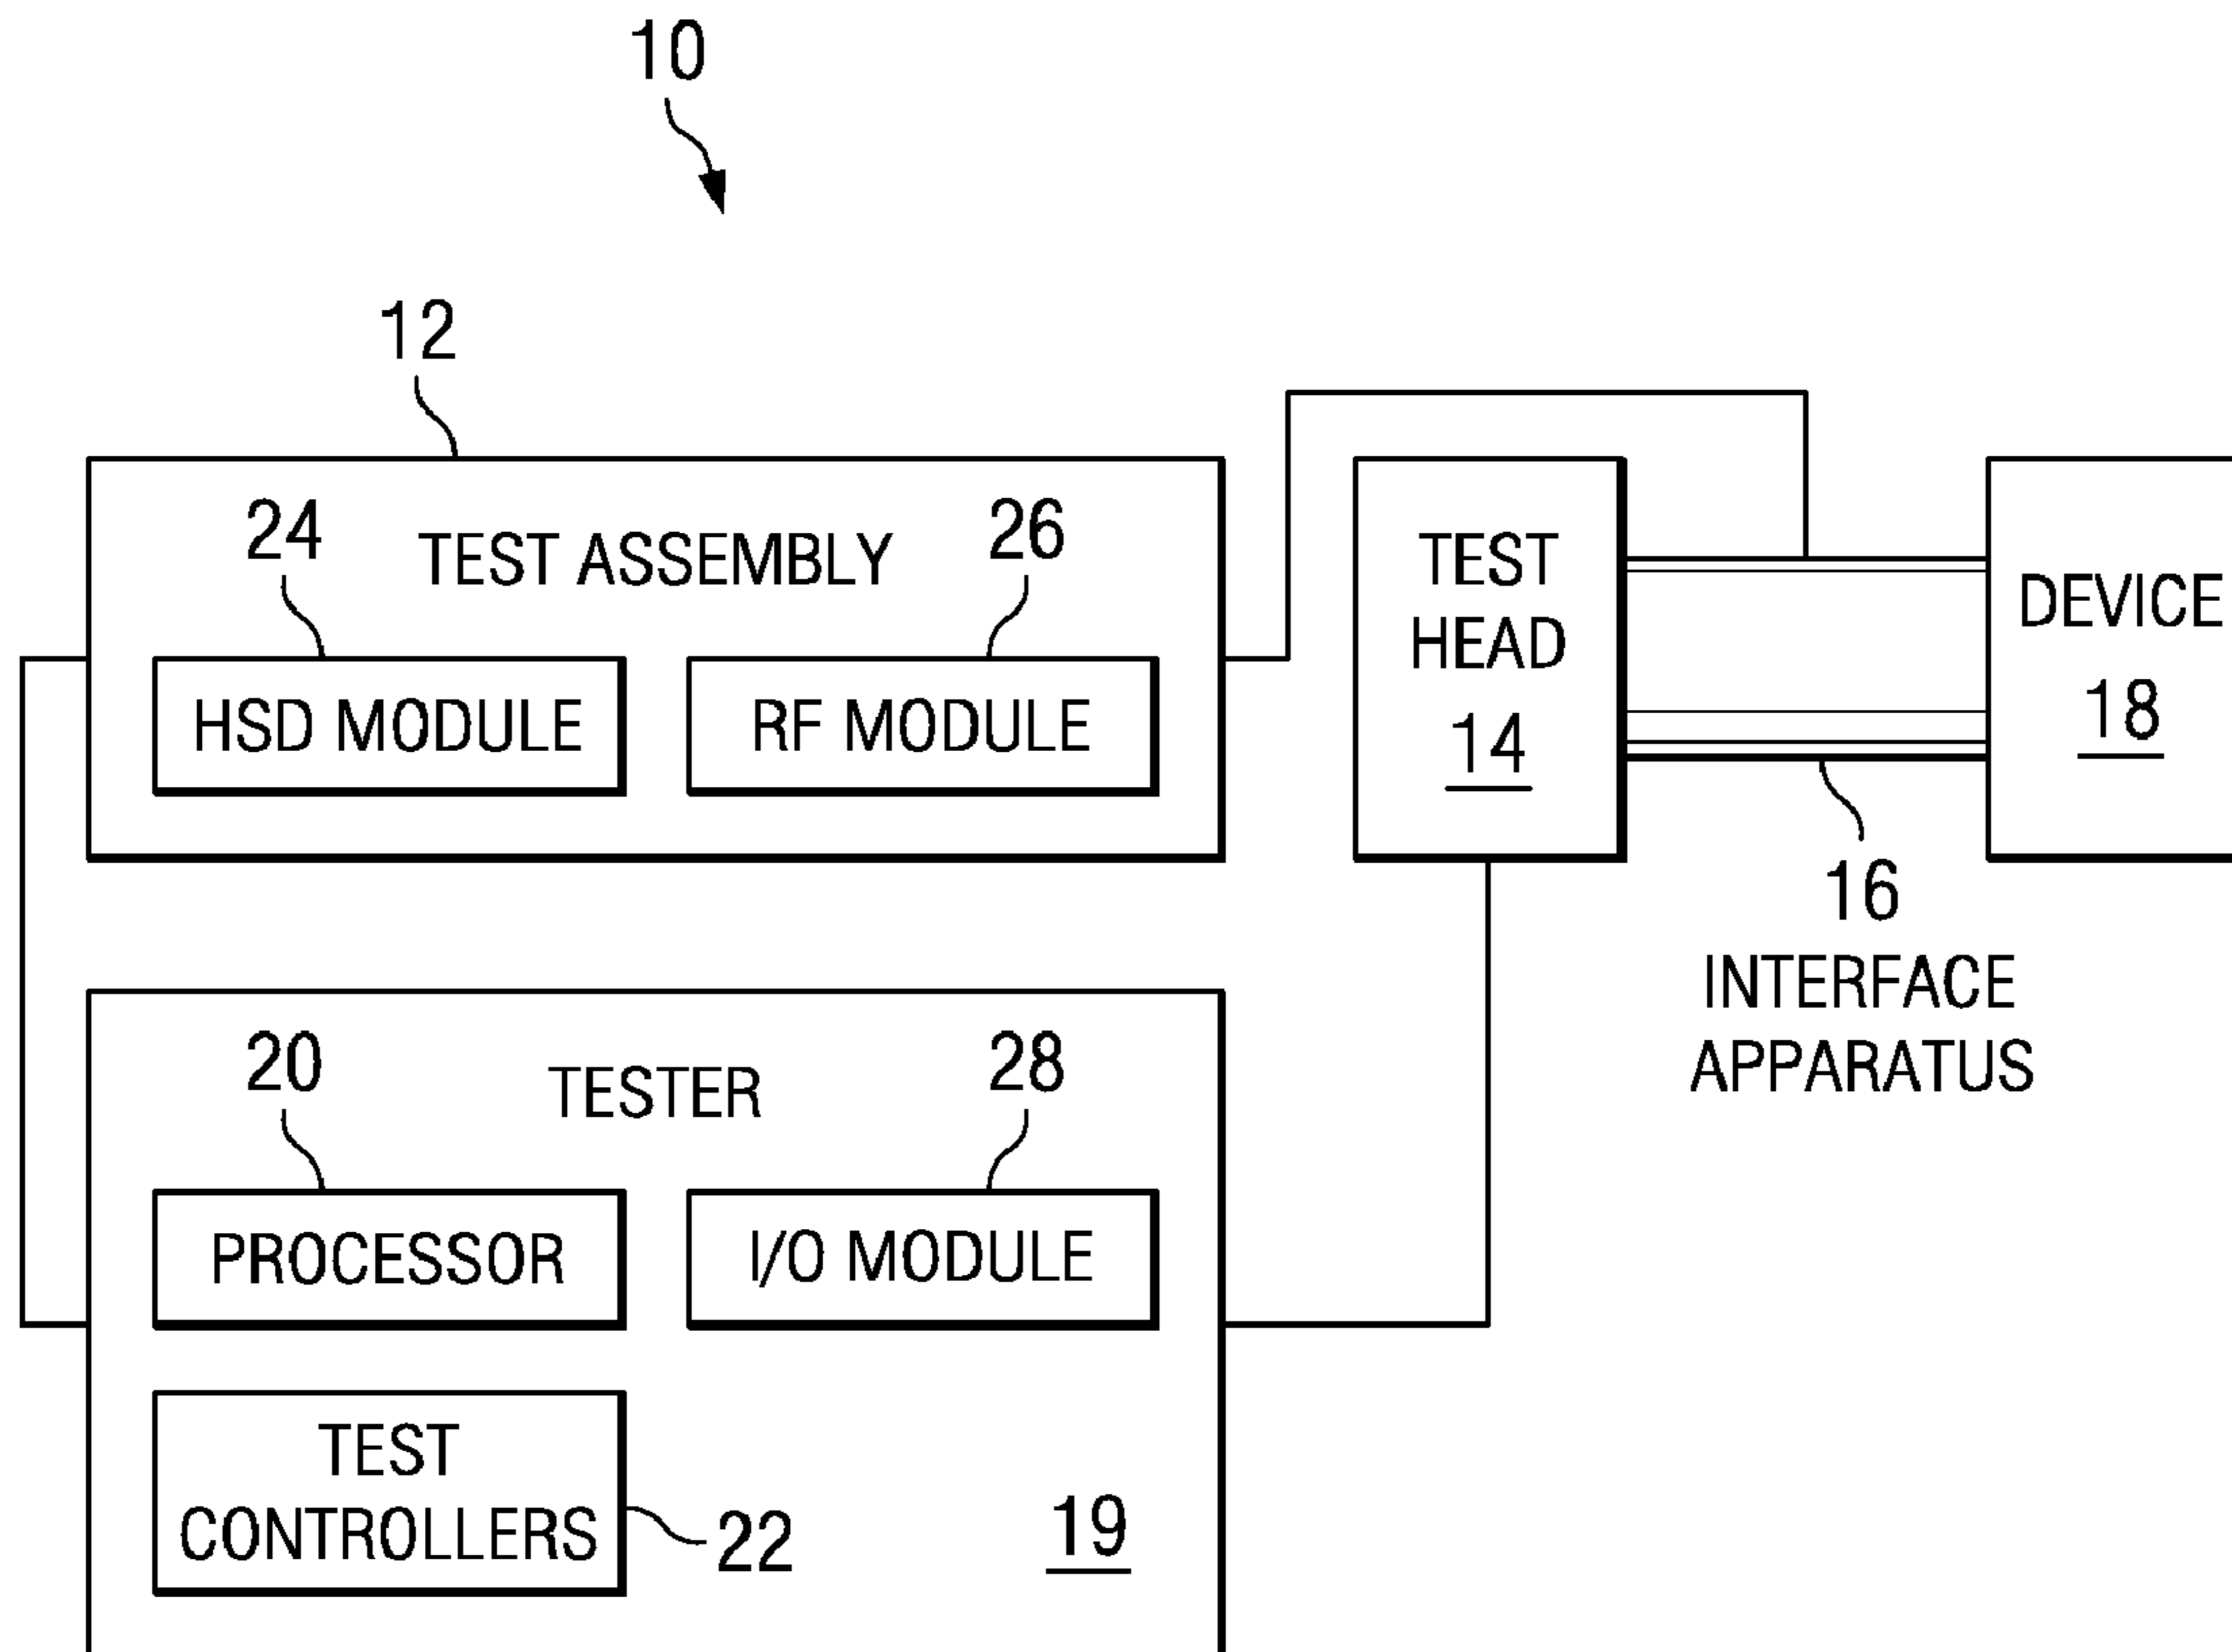 10
12
24
TEST ASSEMBLY
26
HSD MODULE
RF MODULE
TEST
HEAD
14
DEVICE
18
16
INTERFACE
APPARATUS
20
TESTER
28
PROCESSOR
I/O MODULE
TEST
CONTROLLERS
22
19